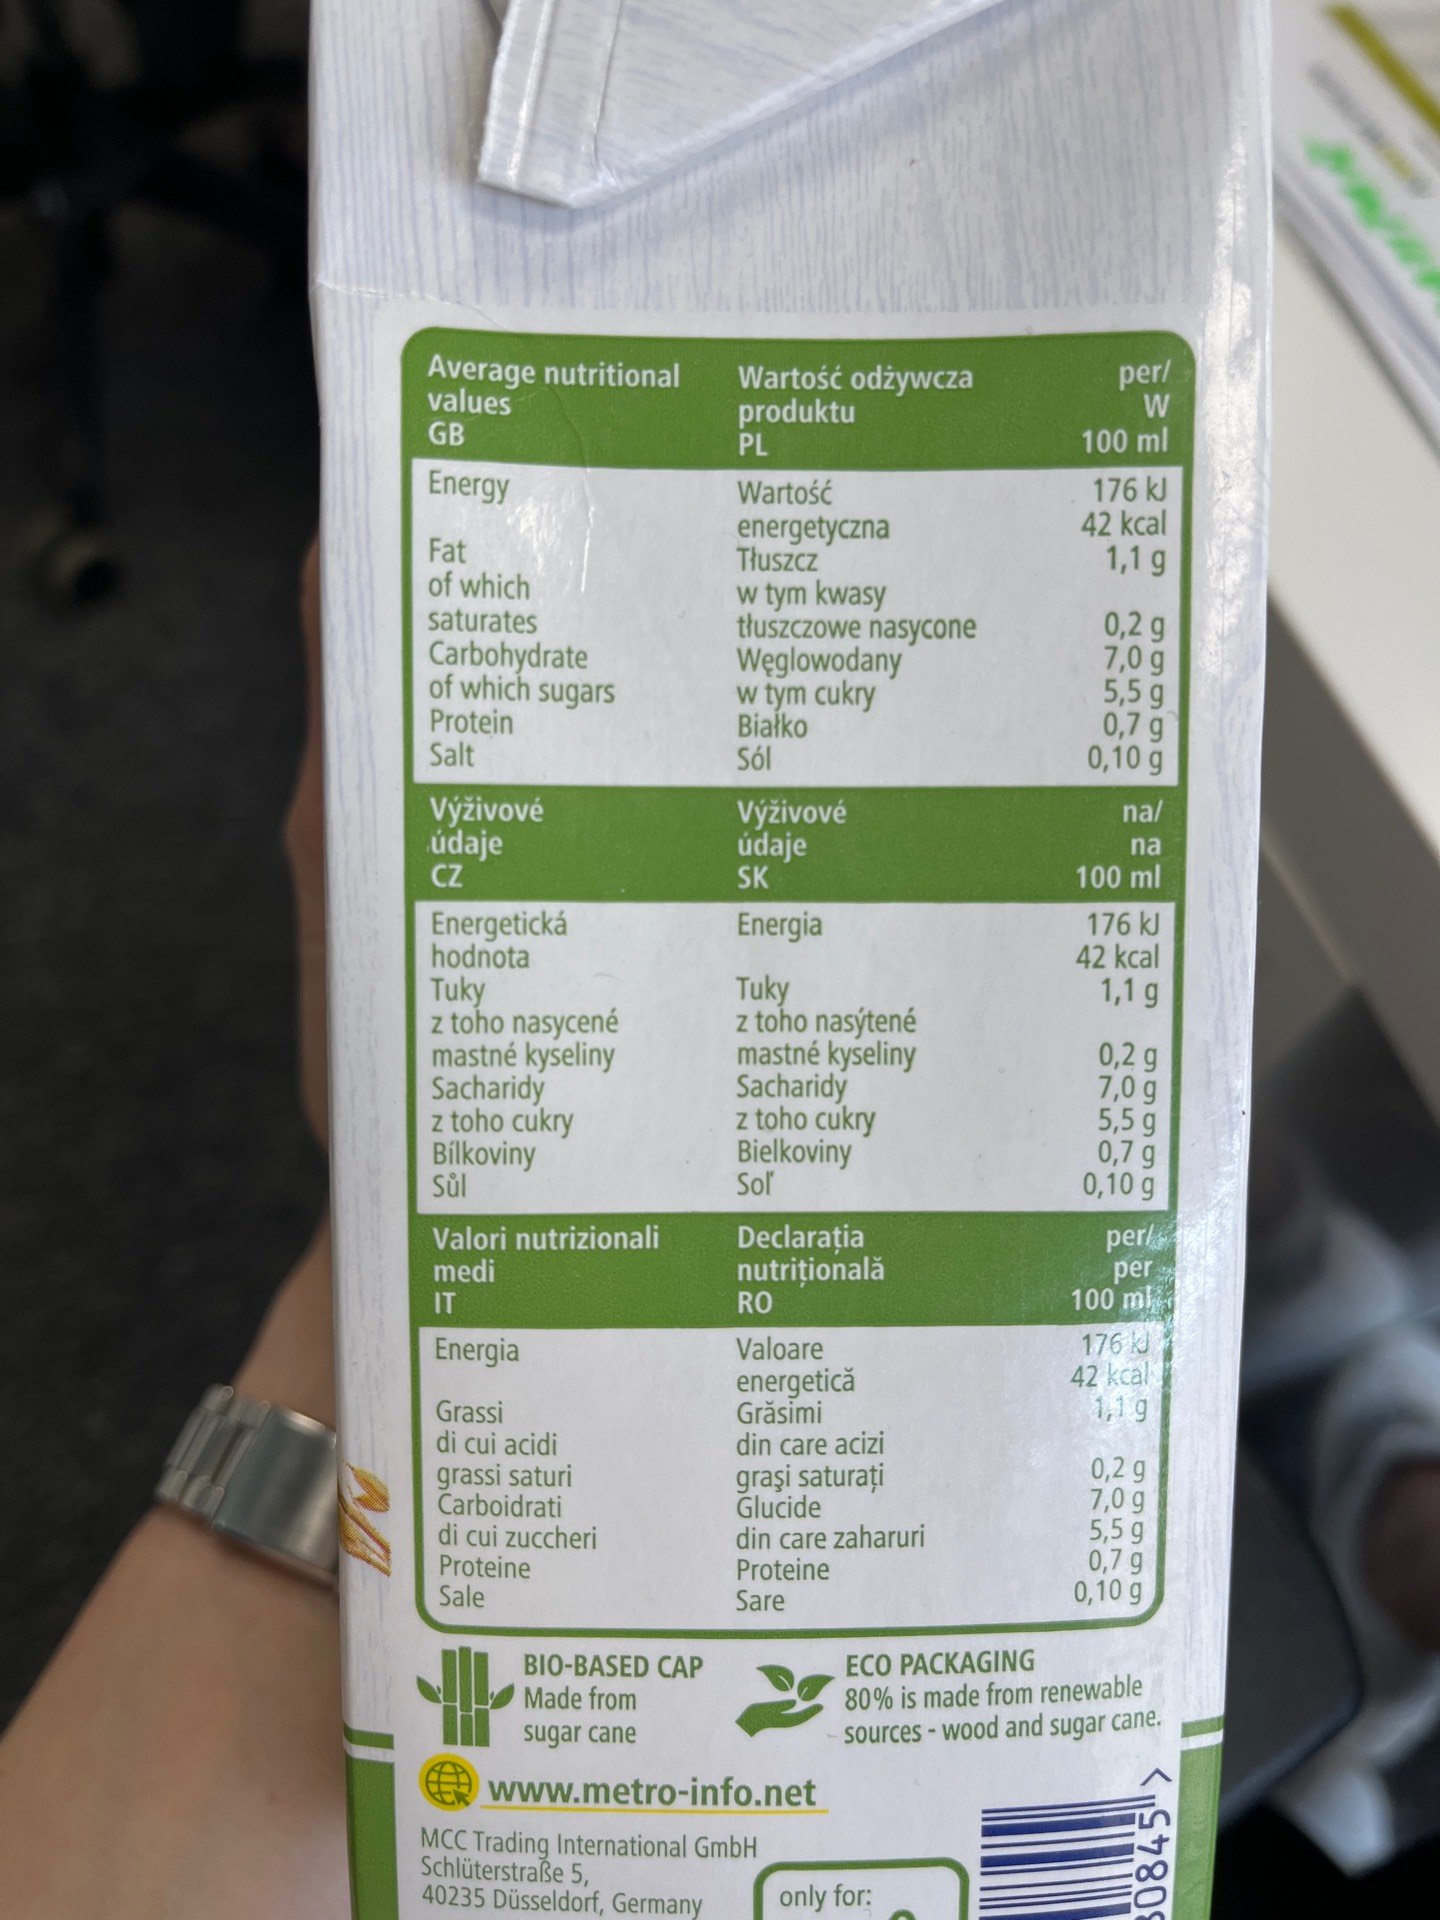 Average nutritional values GB Wartość odżywcza produktu PL per/ W 100 ml
Energy Wartość energetyczna 176 kJ 42 kcal
Fat Tłuszcz 1,1 g
of which saturates w tym kwasy tłuszczowe nasycone 0,2 g
Carbohydrate Węglowodany 7,0 g
of which sugars w tym cukry 5,5 g
Protein Białko 0,7 g
Salt Sól 0,10 g
Výživové údaje CZ Výživové údaje SK na/ na 100 ml
Energetická hodnota Energia 176 kJ 42 kcal
Tuky Tuky 1,1 g
z toho nasycené mastné kyseliny z toho nasýtené mastné kyseliny 0,2 g
Sacharidy Sacharidy 7,0 g
z toho cukry z toho cukry 5,5 g
Bílkoviny Bielkoviny 0,7 g
Sůl Soľ 0,10 g
Valori nutrizionali medi IT Declarația nutrițională RO per/ per 100 ml
Energia Valoare energetică 176 kJ 42 kcal
Grassi Grăsimi 1,1 g
di cui acidi grassi saturi din care acizi grași saturați 0,2 g
Carboidrati Glucide 7,0 g
di cui zuccheri din care zaharuri 5,5 g
Proteine Proteine 0,7 g
Sale Sare 0,10 g
BIO-BASED CAP
Made from
sugar cane
ECO PACKAGING
80% is made from renewable
sources - wood and sugar cane.
www.metro-info.net
MCC Trading International GmbH
Schlüterstraße 5,
40235 Düsseldorf, Germany
only for:
0845>